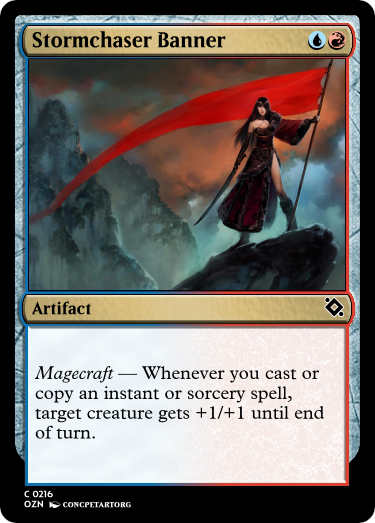 Stormchaser Banner
Artifact
Magecraft — Whenever you cast or
copy an instant or sorcery spell,
target creature gets +1/+1 until end
of turn.
C 0216
OZN CONCPETARTORG